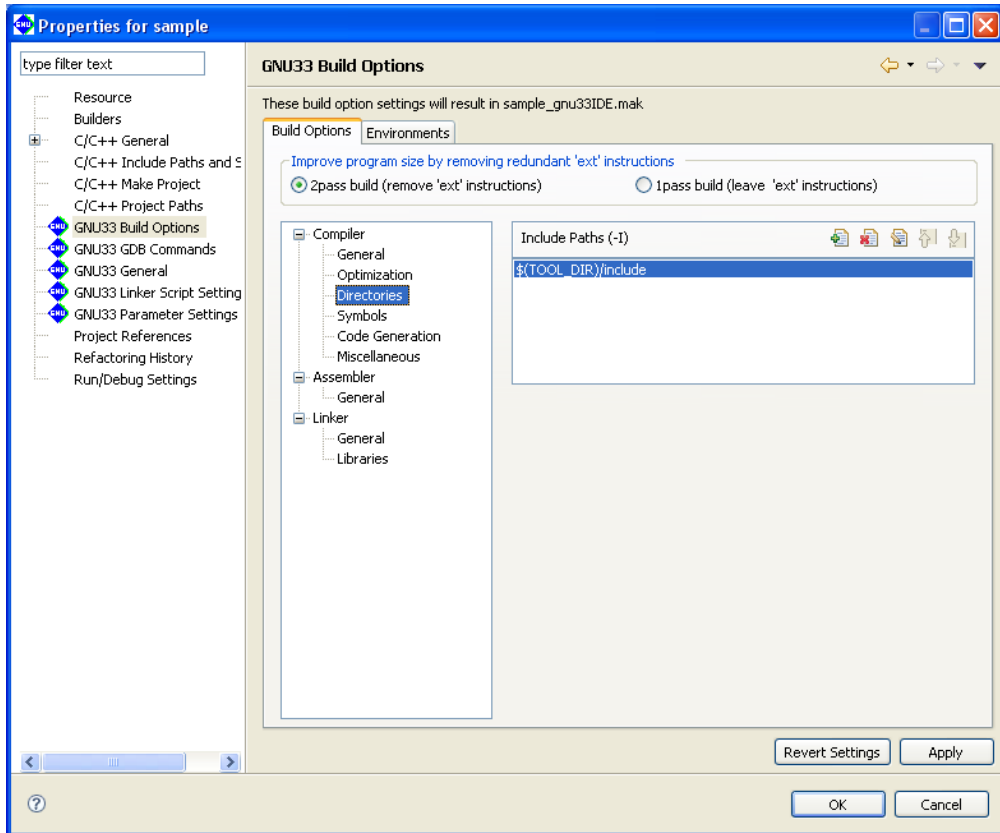 Properties for sample
type filter text
Resource
Builders
C/C++ General
C/C++ Include Paths and S
C/C++ Make Project
C/C++ Project Paths
GNU33 Build Options
GNU33 GDB Commands
GNU33 General
GNU33 Linker Script Setting
GNU33 Parameter Settings
Project References
Refactoring History
Run/Debug Settings
GNU33 Build Options
These build option settings will result in sample_gnu33IDE.mak
Build Options Environments
Improve program size by removing redundant 'ext' instructions
2pass build (remove 'ext' instructions) 1pass build (leave 'ext' instructions)
Compiler
General
Optimization
Directories
Symbols
Code Generation
Miscellaneous
Assembler
General
Linker
General
Libraries
Include Paths (-I)
$(TOOL_DIR)/include
Revert Settings Apply
OK Cancel